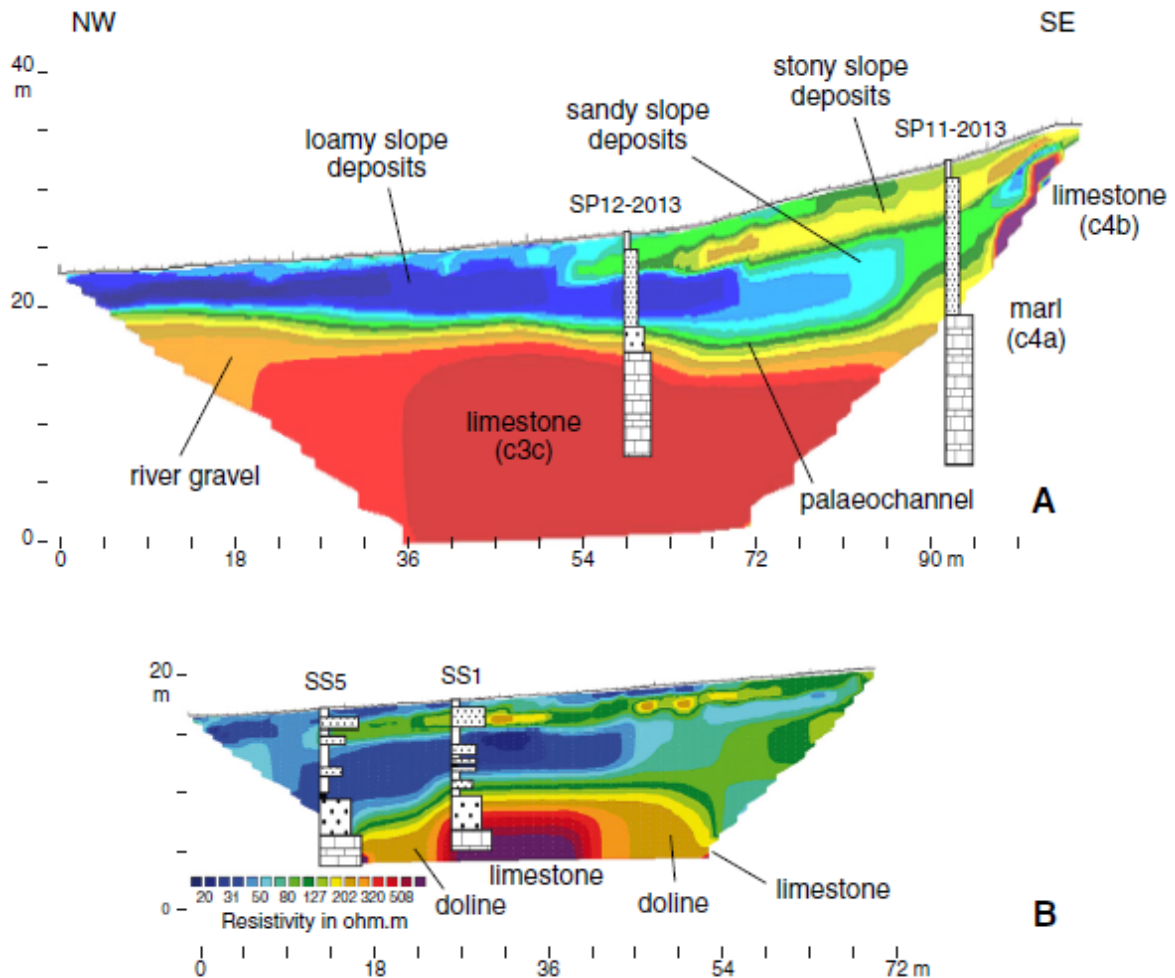 NW
SE
40
m
stony slope
deposits
sandy slope
deposits
SP11-2013
loamy slope
deposits
SP12-2013
limestone
(c4b)
20
marl
(c4a)
limestone
(c3c)
river gravel
palaeochannel
A
0
0 18 36 54 72 90 m
20
m
SS5
SS1
limestone
doline
doline
limestone
20 31 50 80 127 202 320 508
Resistivity in ohm.m
0
B
0 18 36 54 72 m